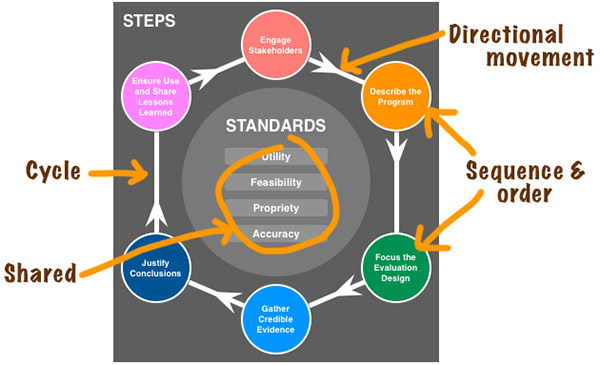 STEPS
Engage
Stakeholders
Directional
movement
Ensure Use
and Share
Lessons
Learned
Describe the
Program
STANDARDS
Utility
Feasibility
Propriety
Accuracy
Cycle
Sequence &
order
Shared
Justify
Conclusions
Focus the
Evaluation
Design
Gather
Credible
Evidence